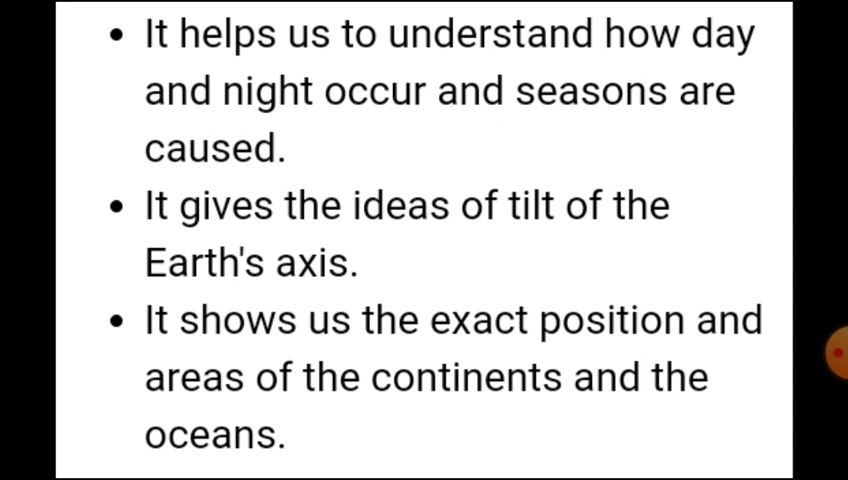 • It helps us to understand how day
and night occur and seasons are
caused.
• It gives the ideas of tilt of the
Earth's axis.
• It shows us the exact position and
areas of the continents and the
oceans.